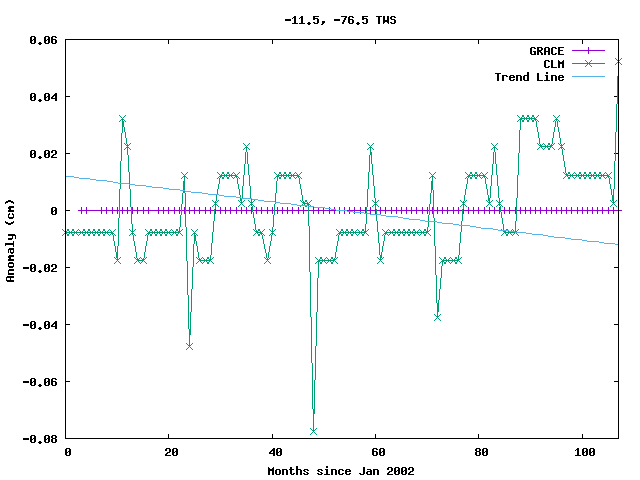 -11.5, -76.5 TWS
GRACE
CLM
Trend Line
0.06
0.04
0.02
0
-0.02
-0.04
-0.06
-0.08
Anomaly (cm)
0 20 40 60 80 100
Months since Jan 2002